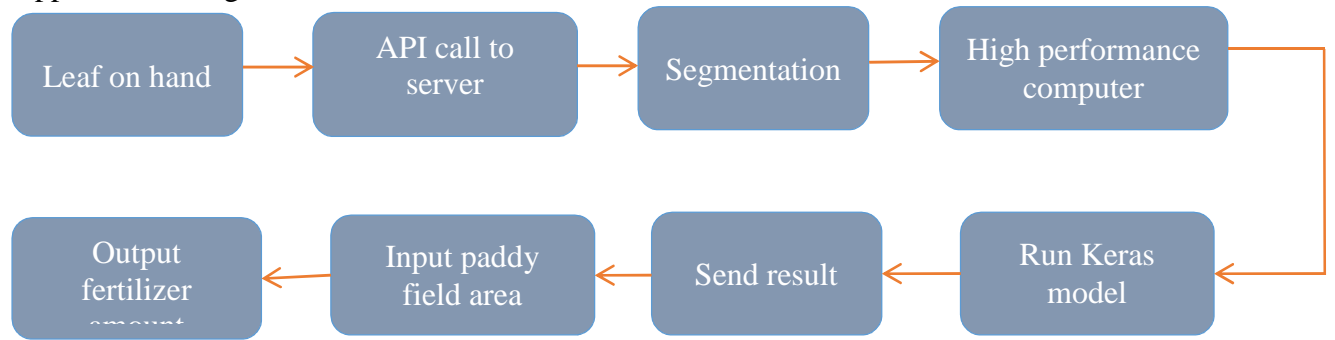 Leaf on hand
API call to
server
Segmentation
High performance
computer
Output
fertilizer
amount
Input paddy
field area
Send result
Run Keras
model